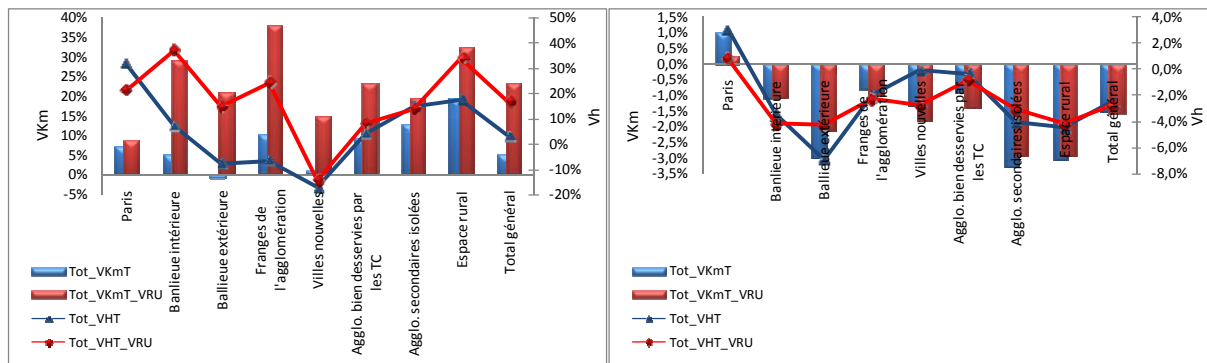 40%
35%
30%
25%
20%
15%
10%
5%
0%
-5%
VKm
50%
40%
30%
20%
10%
0%
-10%
-20%
Vh
Paris
Banlieue intérieure
Ballieue extérieure
Franges de
l'agglomération
Villes nouvelles
Agglo. bien desservies par
les TC
Agglo. secondaires isolées
Espace rural
Total général
Tot_VKmT
Tot_VKmT_VRU
Tot_VHT
Tot_VHT_VRU
1,5%
1,0%
0,5%
0,0%
-0,5%
-1,0%
-1,5%
-2,0%
-2,5%
-3,0%
-3,5%
VKm
4,0%
2,0%
0,0%
-2,0%
-4,0%
-6,0%
-8,0%
Vh
Paris
Banlieue intérieure
Ballieue extérieure
Franges de
l'agglomération
Villes nouvelles
Agglo. bien desservies par
les TC
Agglo. secondaires isolées
Espace rural
Total général
Tot_VKmT
Tot_VKmT_VRU
Tot_VHT
Tot_VHT_VRU